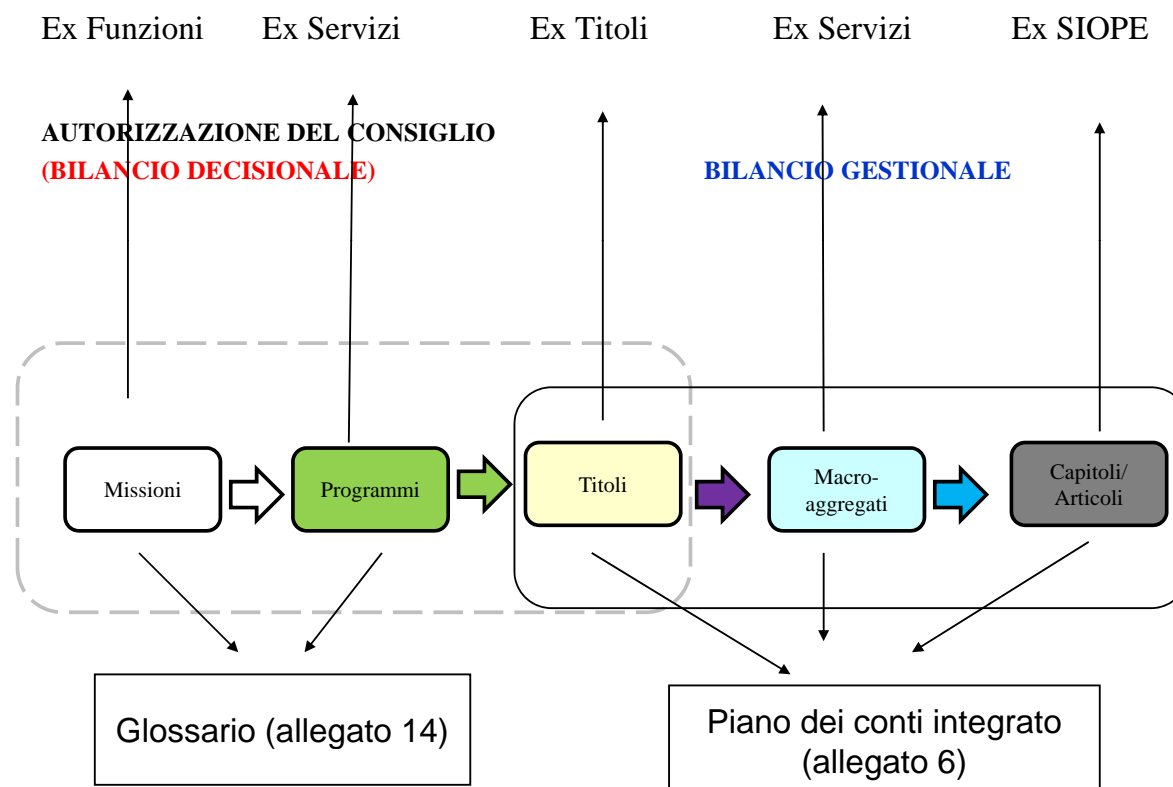 Ex Funzioni Ex Servizi Ex Titoli Ex Servizi Ex SIOPE
AUTORIZZAZIONE DEL CONSIGLIO
(BILANCIO DECISIONALE) BILANCIO GESTIONALE
Missioni
Programmi
Titoli
Macro-
aggregati
Capitoli/
Articoli
Glossario (allegato 14)
Piano dei conti integrato
(allegato 6)